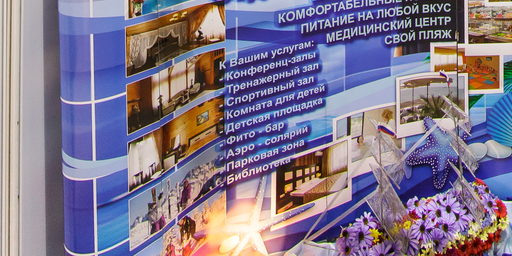 КОМФОРТАБЕЛЬНЫЕ
ПИТАНИЕ НА ЛЮБОЙ ВКУС
МЕДИЦИНСКИЙ ЦЕНТР
СВОЙ ПЛЯЖ
К Вашим услугам:
- Конференц-залы
- Тренажерный зал
- Спортивный зал
- Комната для детей
- Детская площадка
- Фито - бар
- Аэро - солярий
- Парковая зона
- Библиотека